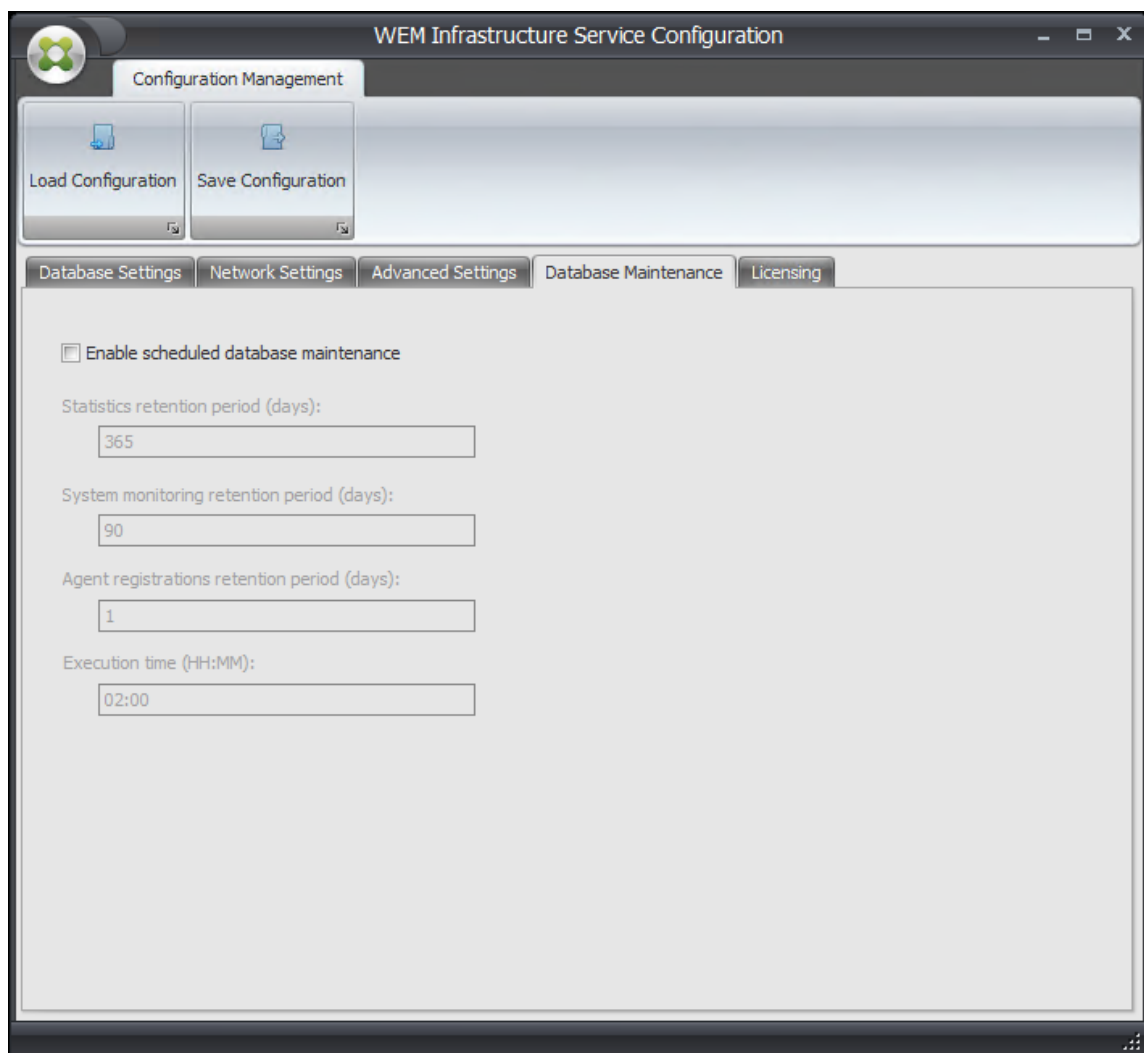 WEM Infrastructure Service Configuration
Configuration Management
Load Configuration Save Configuration
Database Settings Network Settings Advanced Settings Database Maintenance Licensing
Enable scheduled database maintenance
Statistics retention period (days):
365
System monitoring retention period (days):
90
Agent registrations retention period (days):
1
Execution time (HH:MM):
02:00